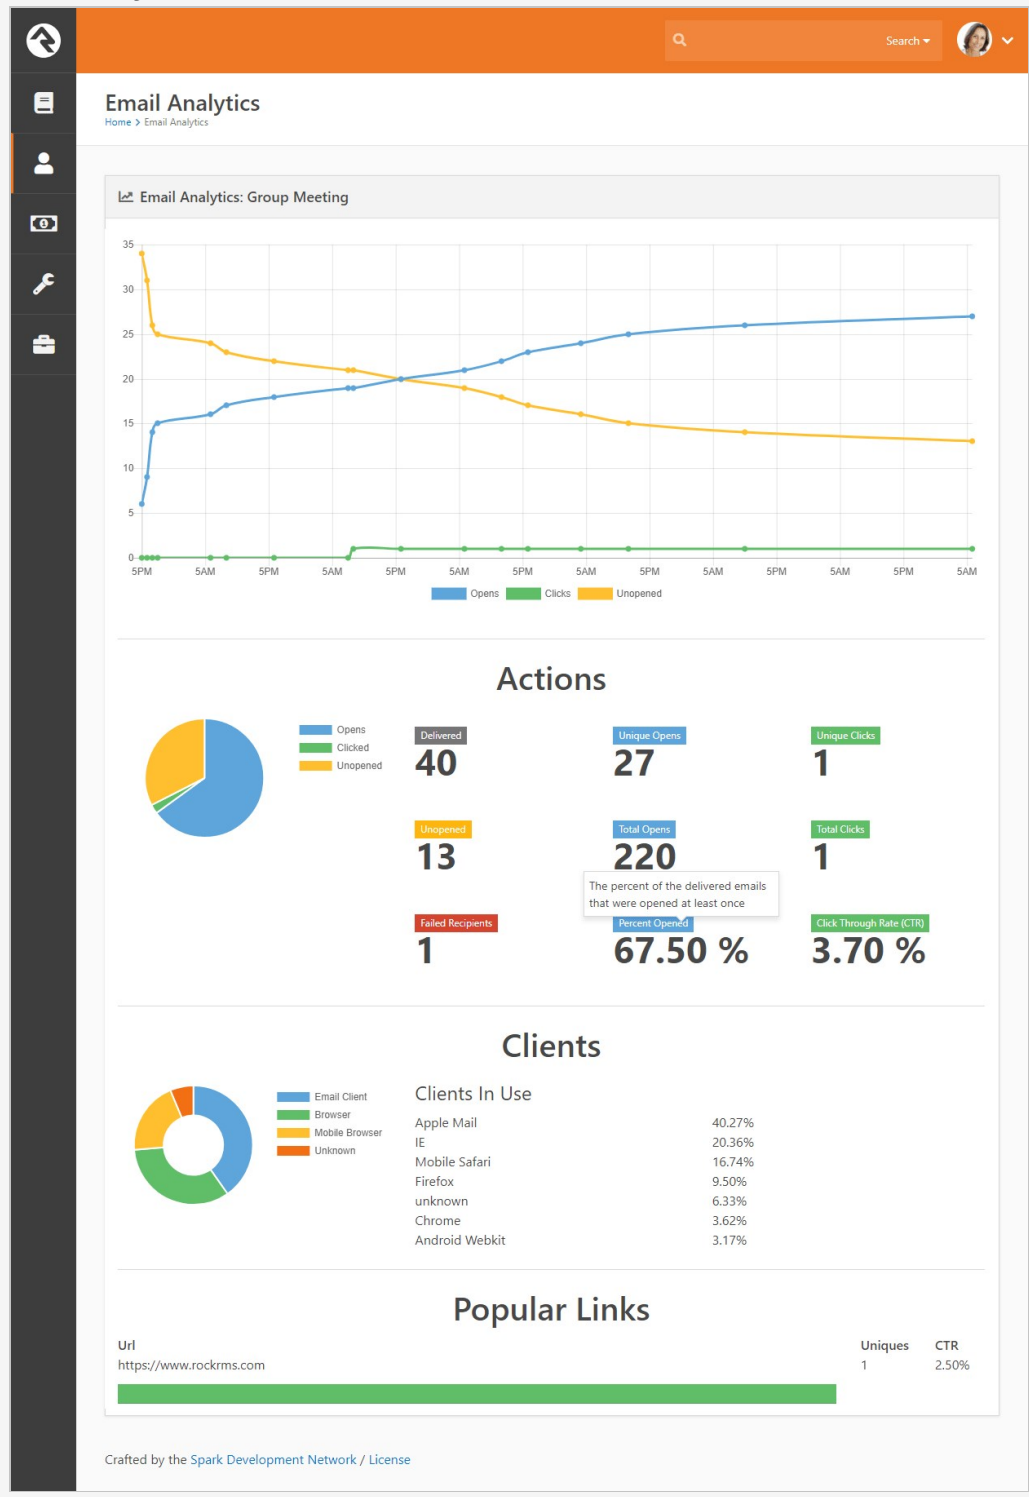 Search
Email Analytics
Home > Email Analytics
Email Analytics: Group Meeting
35
30
25
20
15
10
5
0
5PM 5AM 5PM 5AM 5PM 5AM 5PM 5AM 5PM 5AM 5PM 5AM 5PM 5AM
Opens Clicks Unopened
Actions
Opens
Clicked
Unopened
Delivered Unique Opens Unique Clicks
40 27 1
Unopened Total Opens Total Clicks
13 220 1
The percent of the delivered emails
that were opened at least once
Failed Recipients Percent Opened Click Through Rate (CTR)
1 67.50 % 3.70 %
Clients
Email Client
Browser
Mobile Browser
Unknown
Clients In Use
Apple Mail 40.27%
IE 20.36%
Mobile Safari 16.74%
Firefox 9.50%
unknown 6.33%
Chrome 3.62%
Android Webkit 3.17%
Popular Links
Url Uniques CTR
https://www.rockrms.com 1 2.50%
Crafted by the Spark Development Network / License